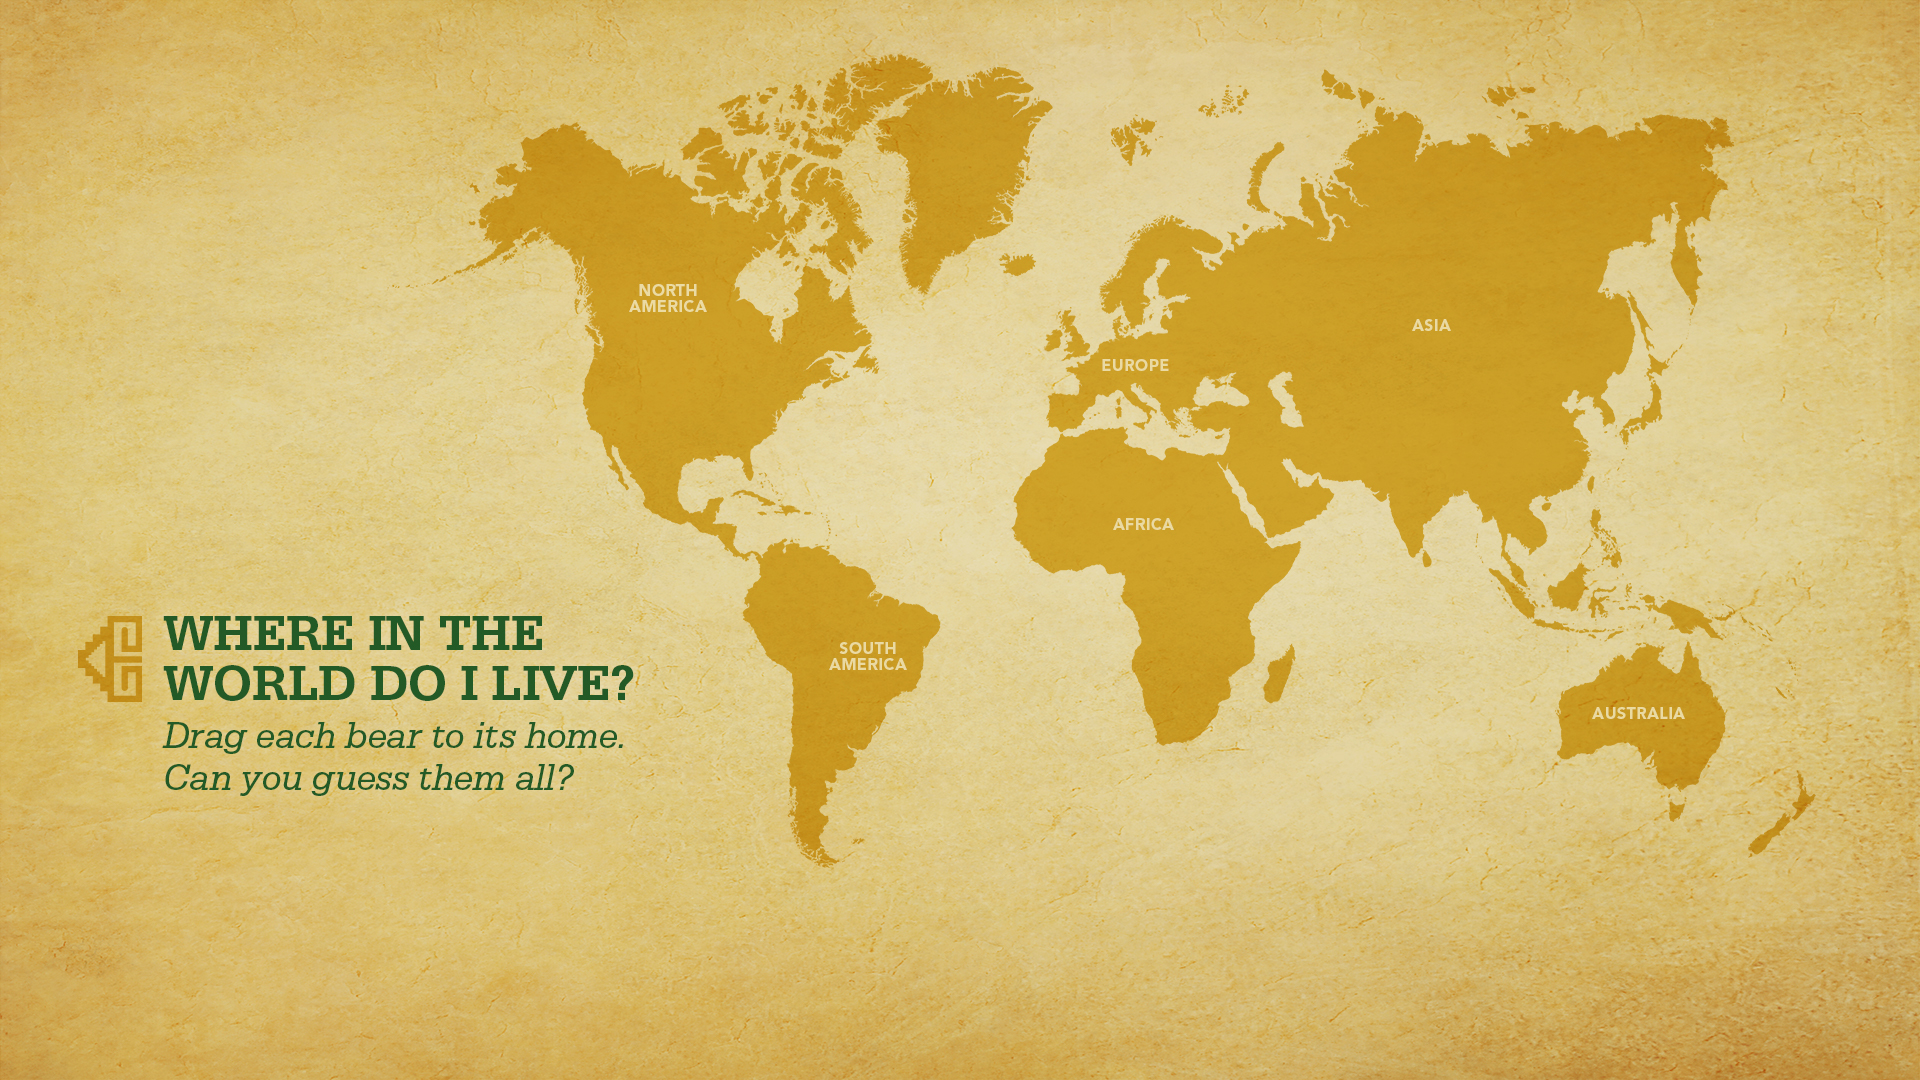 NORTH
AMERICA
ASIA
EUROPE
AFRICA
SOUTH
AMERICA
AUSTRALIA
WHERE IN THE
WORLD DO I LIVE?
Drag each bear to its home.
Can you guess them all?